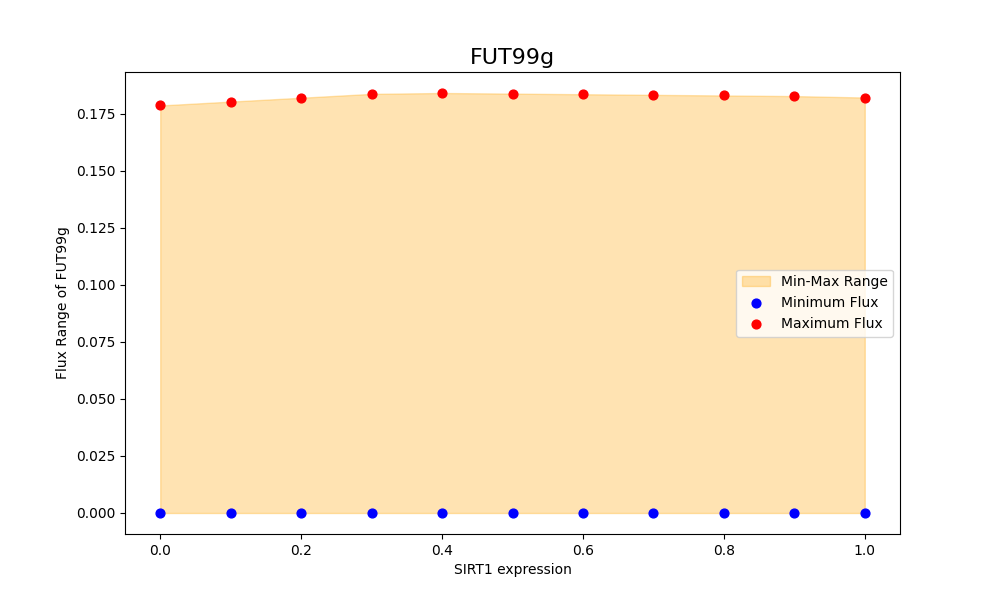 FUT99g
Flux Range of FUT99g
0.175
0.150
0.125
0.100
0.075
0.050
0.025
0.000
Min-Max Range
Minimum Flux
Maximum Flux
0.0 0.2 0.4 0.6 0.8 1.0
SIRT1 expression